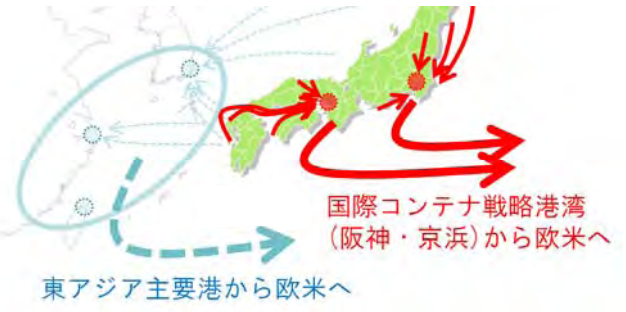 国際コンテナ戦略港湾
(阪神・京浜)から欧米へ
東アジア主要港から欧米へ